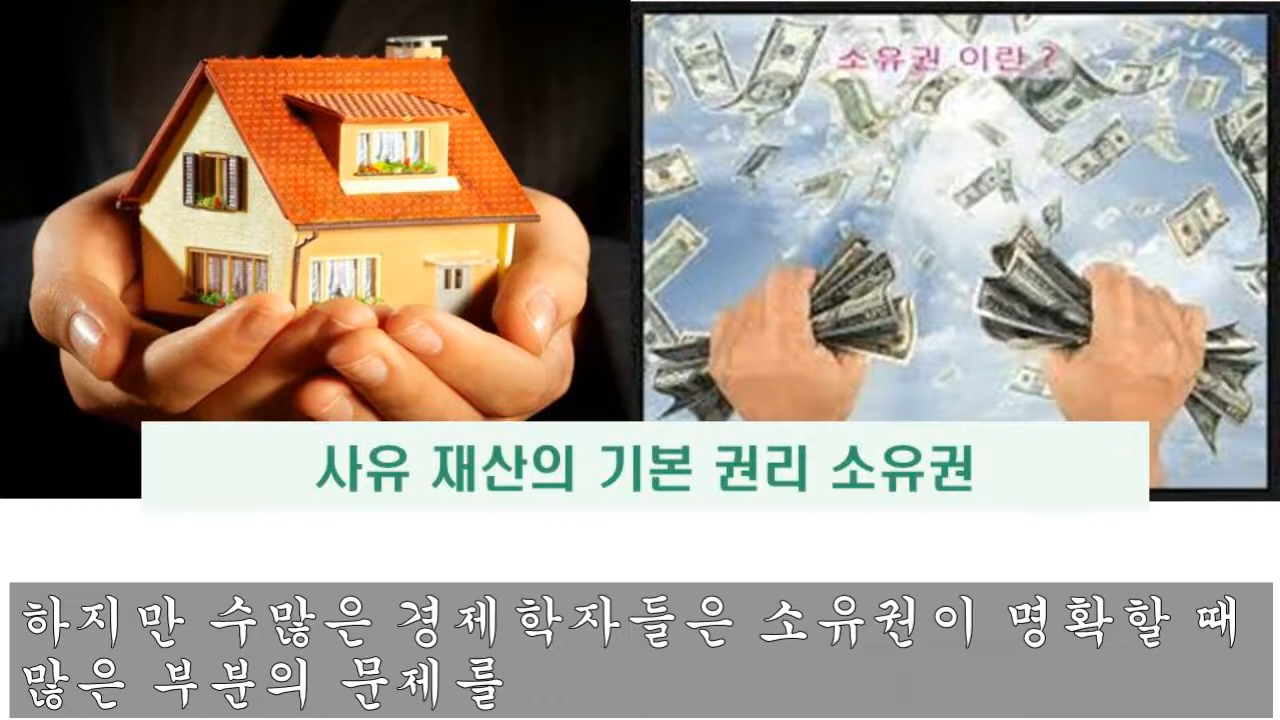 소유권 이란 ?
사유 재산의 기본 권리 소유권
하지만 수많은 경제학자들은 소유권이 명확할 때
많은 부분의 문제를